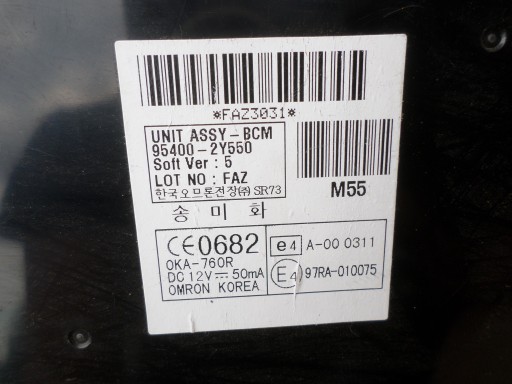 *FAZ3031*
UNIT ASSY-BCM
95400-2Y550
Soft Ver : 5
LOT NO : FAZ
한국오므론전장㈜ SR73
M55
송 미 화
CE0682
OKA-760R
DC 12V⎓50mA
OMRON KOREA
e4 A-00 0311
E4 97RA-010075